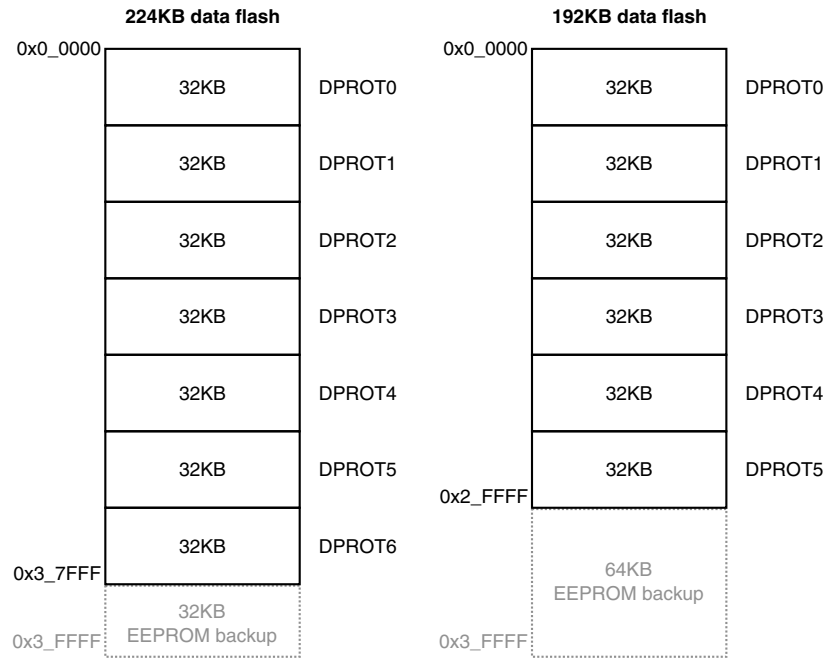 224KB data flash
0x0_0000
32KB DPROT0
32KB DPROT1
32KB DPROT2
32KB DPROT3
32KB DPROT4
32KB DPROT5
32KB DPROT6
0x3_7FFF
32KB
EEPROM backup
0x3_FFFF
192KB data flash
0x0_0000
32KB DPROT0
32KB DPROT1
32KB DPROT2
32KB DPROT3
32KB DPROT4
32KB DPROT5
0x2_FFFF
64KB
EEPROM backup
0x3_FFFF